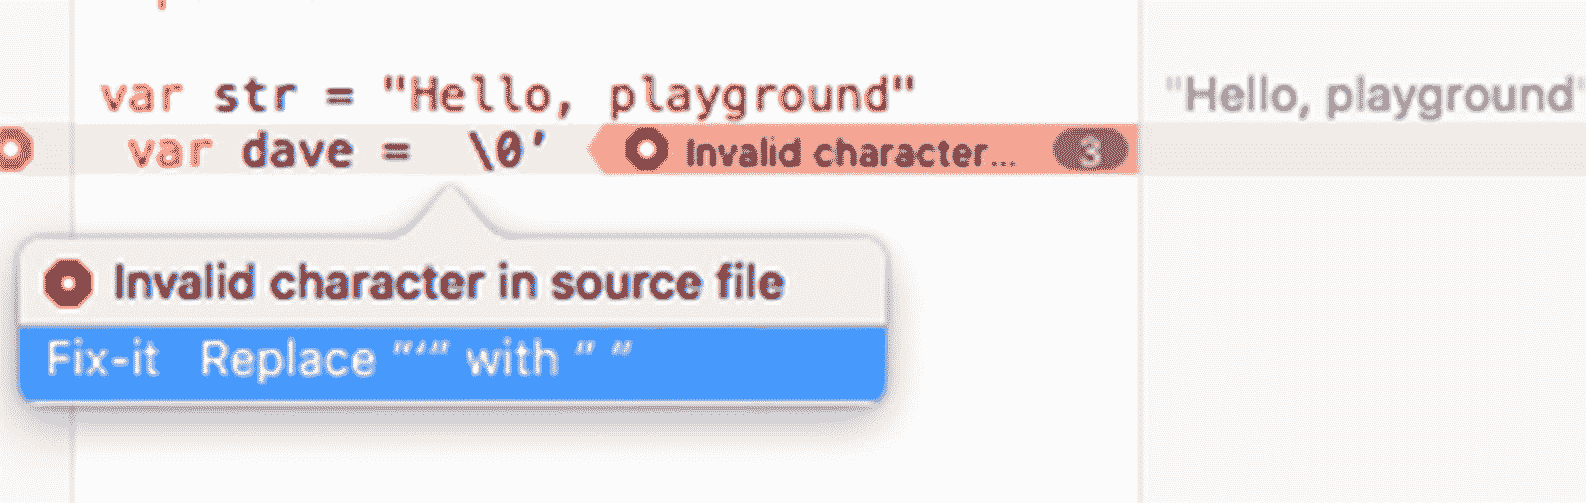 var str = "Hello, playground"
"Hello, playground"
var dave =  \0’
Invalid character…
3
Invalid character in source file
Fix-it Replace "‘" with " "